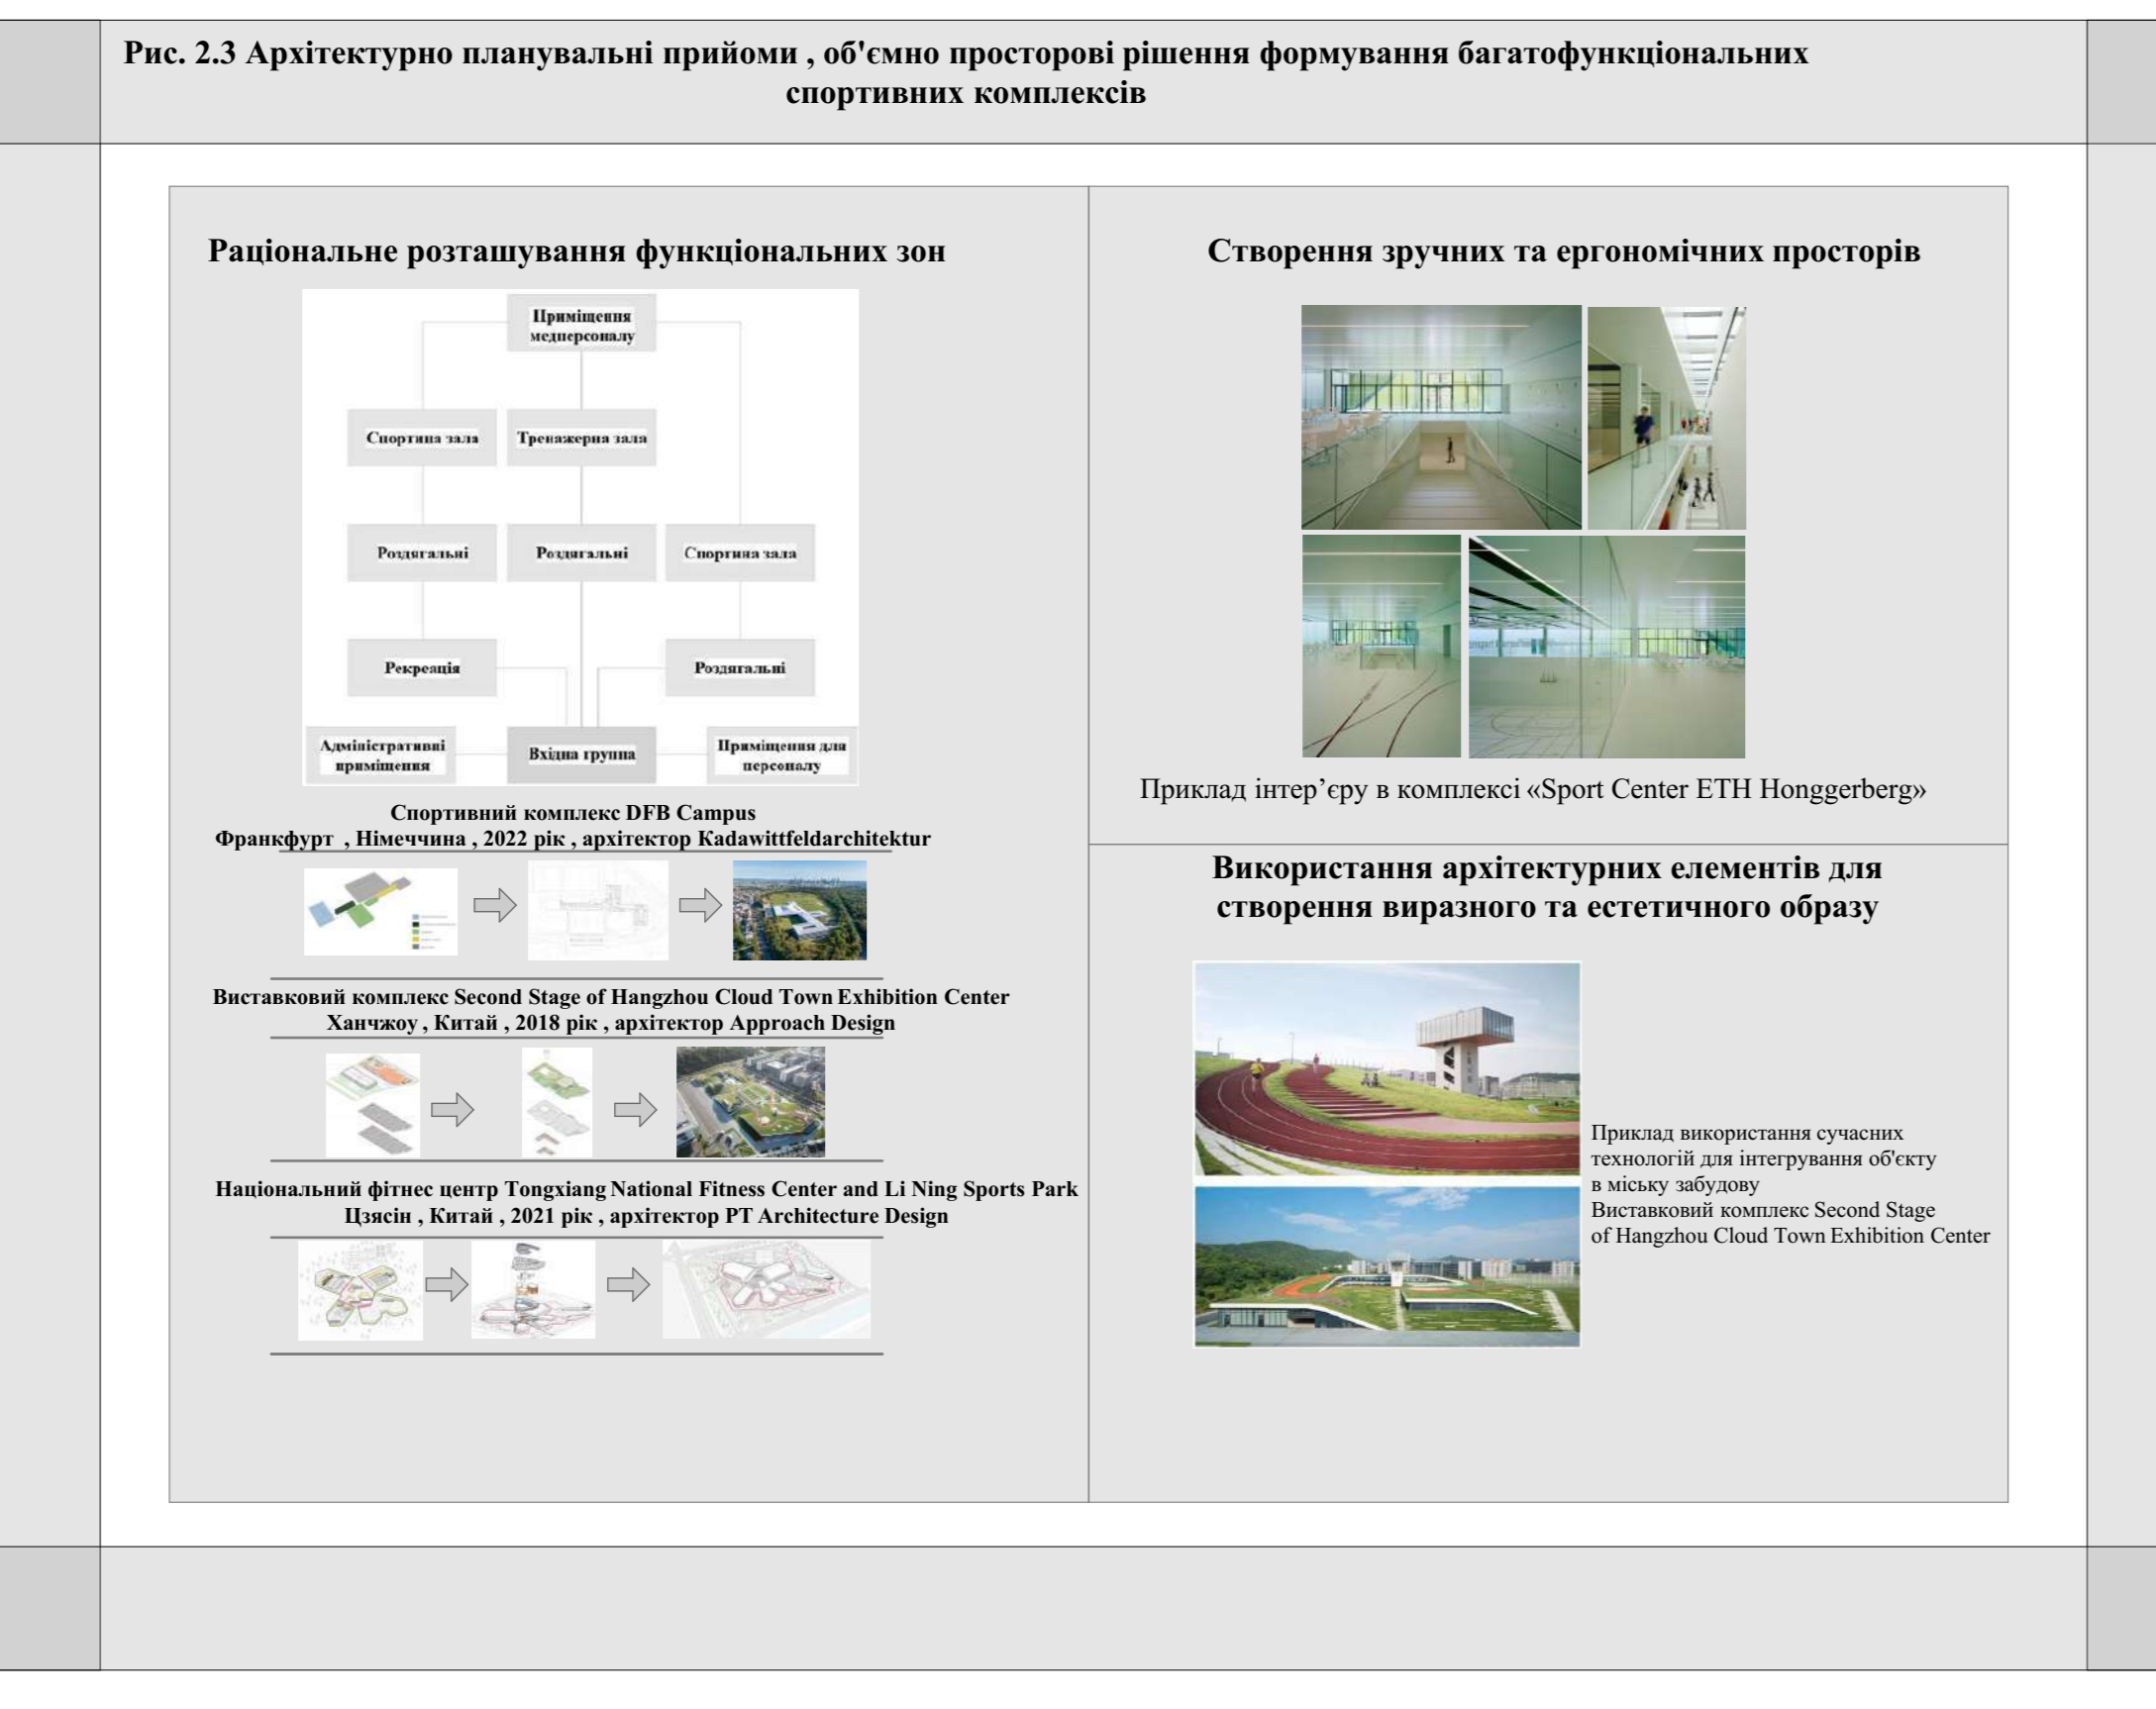 Рис. 2.3 Архітектурно планувальні прийоми , об'ємно просторові рішення формування багатофункціональних
спортивних комплексів
Раціональне розташування функціональних зон
Приміщення
медперсоналу
Спортина зала
Тренажерна зала
Роздягальні
Роздягальні
Спортина зала
Рекреація
Роздягальні
Адміністративні
приміщення
Вхідна группа
Приміщення для
персоналу
Спортивний комплекс DFB Campus
Франкфурт , Німеччина , 2022 рік , архітектор Kadawittfeldarchitektur
Виставковий комплекс Second Stage of Hangzhou Cloud Town Exhibition Center
Ханчжоу , Китай , 2018 рік , архітектор Approach Design
Національний фітнес центр Tongxiang National Fitness Center and Li Ning Sports Park
Цзясін , Китай , 2021 рік , архітектор PT Architecture Design
Створення зручних та ергономічних просторів
Приклад інтер’єру в комплексі «Sport Center ETH Honggerberg»
Використання архітектурних елементів для
створення виразного та естетичного образу
Приклад використання сучасних
технологій для інтегрування об'єкту
в міську забудову
Виставковий комплекс Second Stage
of Hangzhou Cloud Town Exhibition Center